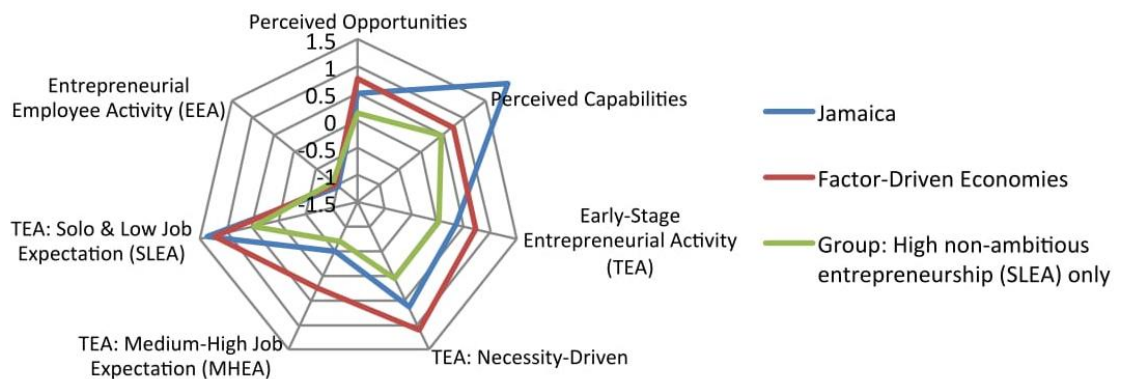 Perceived Opportunities
1.5
1
0.5
0
-0.5
-1
-1.5
Perceived Capabilities
Early-Stage
Entrepreneurial Activity
(TEA)
TEA: Necessity-Driven
TEA: Medium-High Job
Expectation (MHEA)
TEA: Solo & Low Job
Expectation (SLEA)
Entrepreneurial
Employee Activity (EEA)
Jamaica
Factor-Driven Economies
Group: High non-ambitious
entrepreneurship (SLEA) only